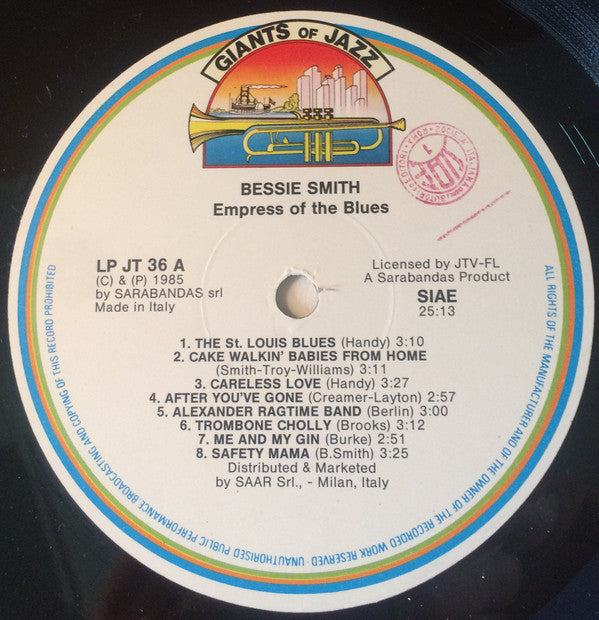 GIANTS OF JAZZ
BESSIE SMITH
Empress of the Blues
LP JT 36 A
(C) & (P) 1985
by SARABANDAS srl
Made in Italy
Licensed by JTV-FL
A Sarabandas Product
SIAE
25:13
1. THE St. LOUIS BLUES (Handy) 3:10
2. CAKE WALKIN' BABIES FROM HOME
(Smith-Troy-Williams) 3:11
3. CARELESS LOVE (Handy) 3:27
4. AFTER YOU'VE GONE (Creamer-Layton) 2:57
5. ALEXANDER RAGTIME BAND (Berlin) 3:00
6. TROMBONE CHOLLY (Brooks) 3:12
7. ME AND MY GIN (Burke) 2:51
8. SAFETY MAMA (B.Smith) 3:25
Distributed & Marketed
by SAAR Srl., - Milan, Italy
ALL RIGHTS OF THE MANUFACTURER AND OF THE OWNER OF THE RECORDED WORK RESERVED - UNAUTHORISED PUBLIC PERFORMANCE BROADCASTING AND COPYING OF THIS RECORD PROHIBITED